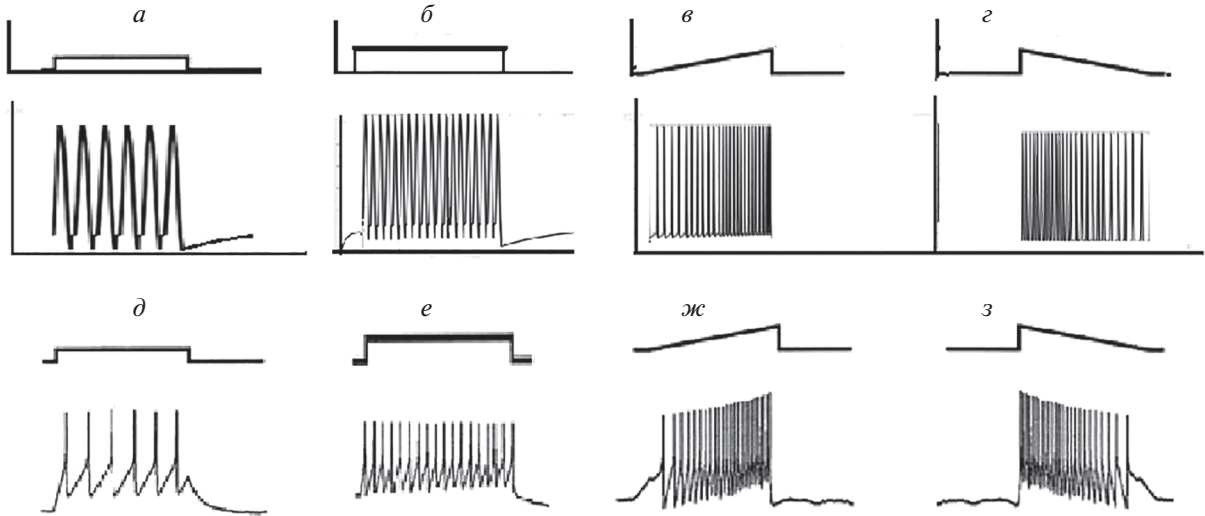 а б в г
д е ж з